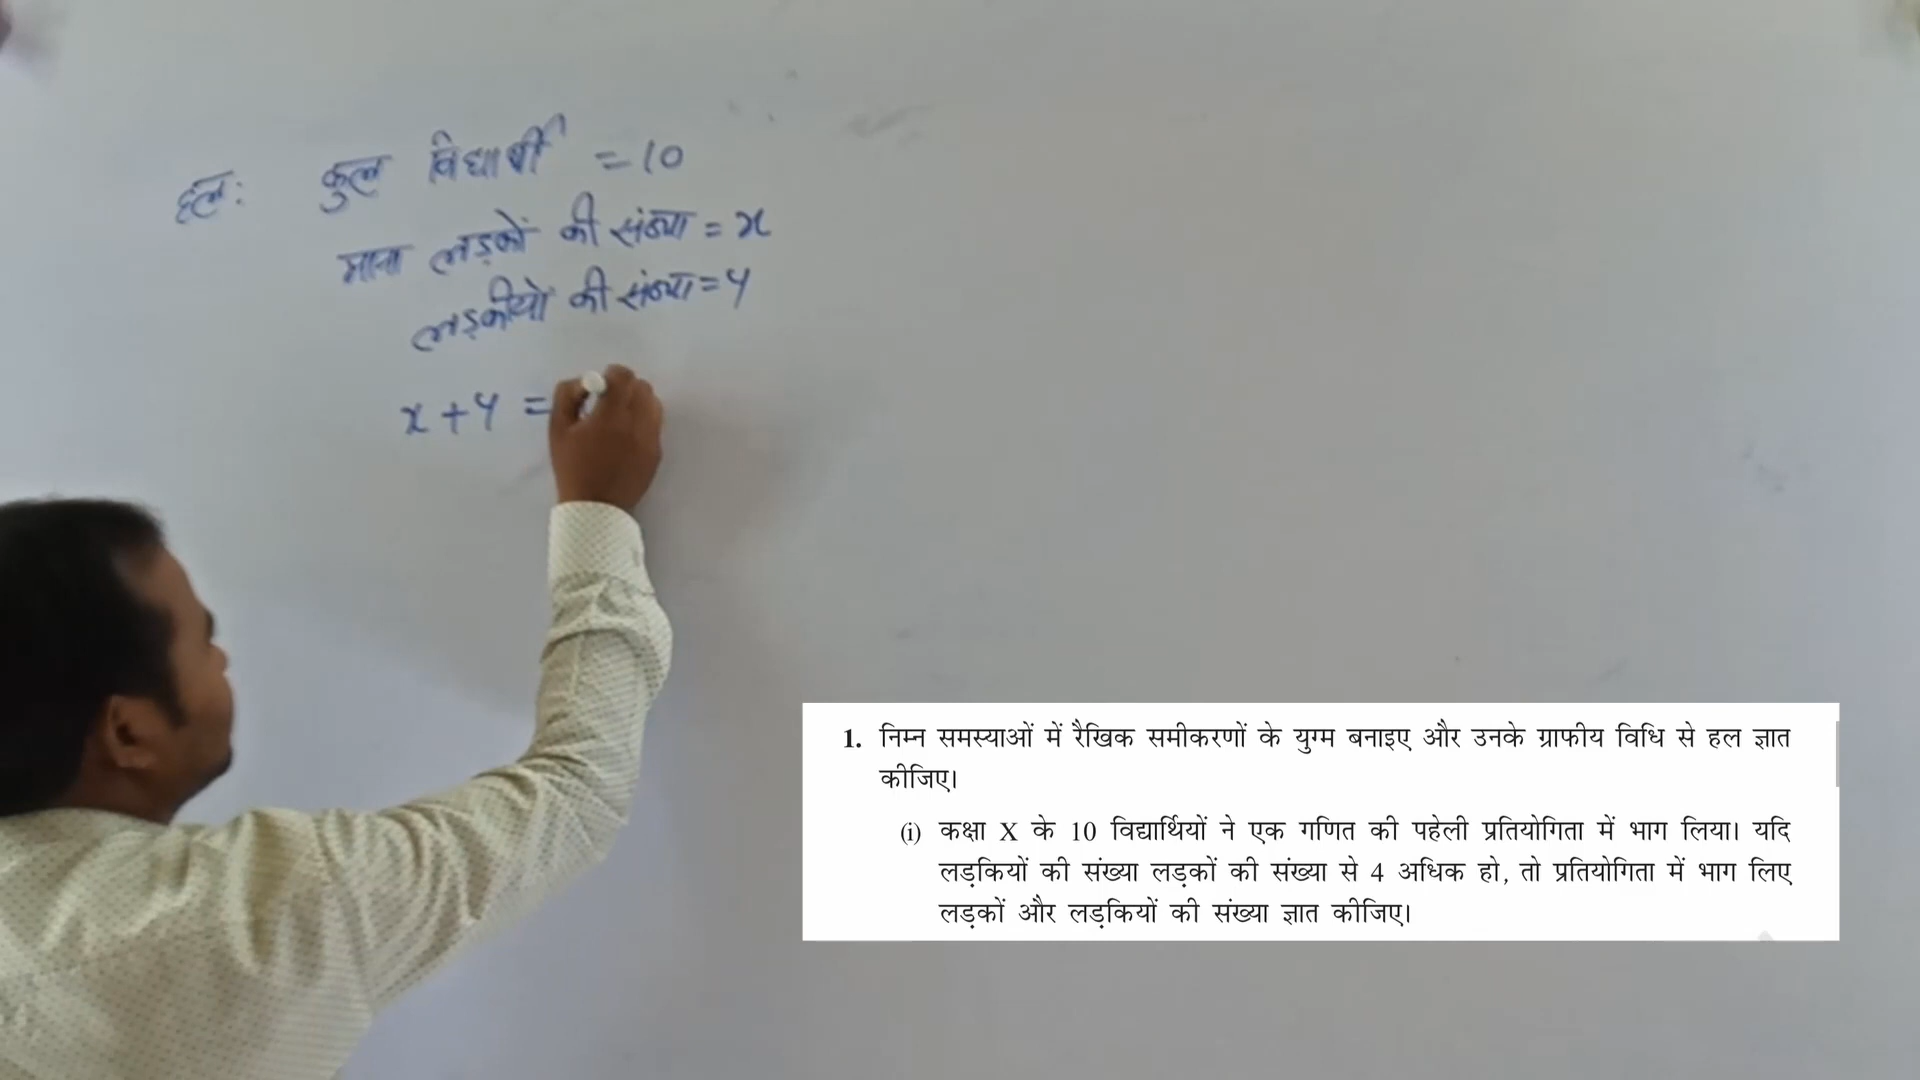 हल: कुल विद्यार्थी = 10
माना लड़कों की संख्या = x
लड़कीयों की संख्या = y
x + y =
1. निम्न समस्याओं में रैखिक समीकरणों के युग्म बनाइए और उनके ग्राफीय विधि से हल ज्ञात
कीजिए।
(i) कक्षा X के 10 विद्यार्थियों ने एक गणित की पहेली प्रतियोगिता में भाग लिया। यदि
लड़कियों की संख्या लड़कों की संख्या से 4 अधिक हो, तो प्रतियोगिता में भाग लिए
लड़कों और लड़कियों की संख्या ज्ञात कीजिए।